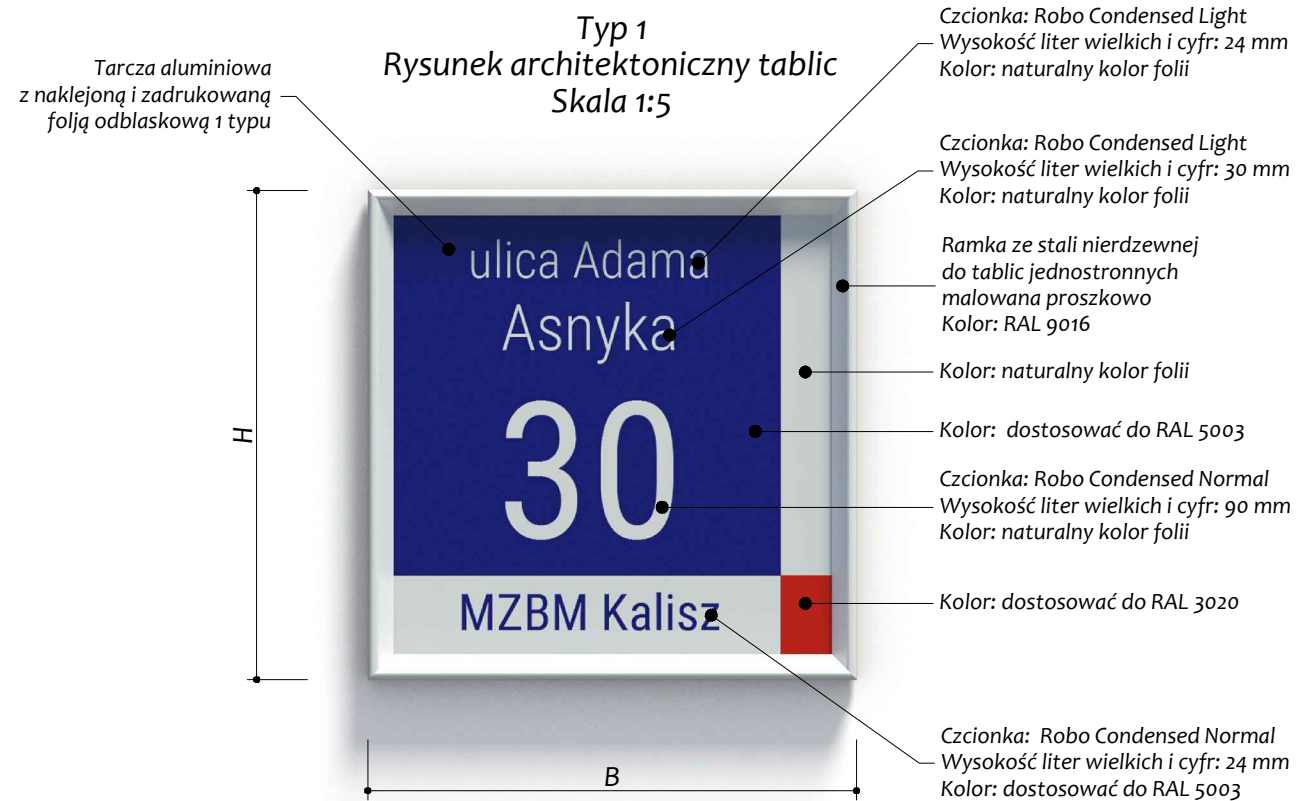 Typ 1
Rysunek architektoniczny tablic
Skala 1:5
Tarcza aluminiowa
z naklejoną i zadrukowaną
folją odblaskową 1 typu
Czcionka: Robo Condensed Light
Wysokość liter wielkich i cyfr: 24 mm
Kolor: naturalny kolor folii
Czcionka: Robo Condensed Light
Wysokość liter wielkich i cyfr: 30 mm
Kolor: naturalny kolor folii
Ramka ze stali nierdzewnej
do tablic jednostronnych
malowana proszkowo
Kolor: RAL 9016
Kolor: naturalny kolor folii
Kolor: dostosować do RAL 5003
Czcionka: Robo Condensed Normal
Wysokość liter wielkich i cyfr: 90 mm
Kolor: naturalny kolor folii
Kolor: dostosować do RAL 3020
Czcionka: Robo Condensed Normal
Wysokość liter wielkich i cyfr: 24 mm
Kolor: dostosować do RAL 5003
ulica Adama
Asnyka
30
MZBM Kalisz
H
B